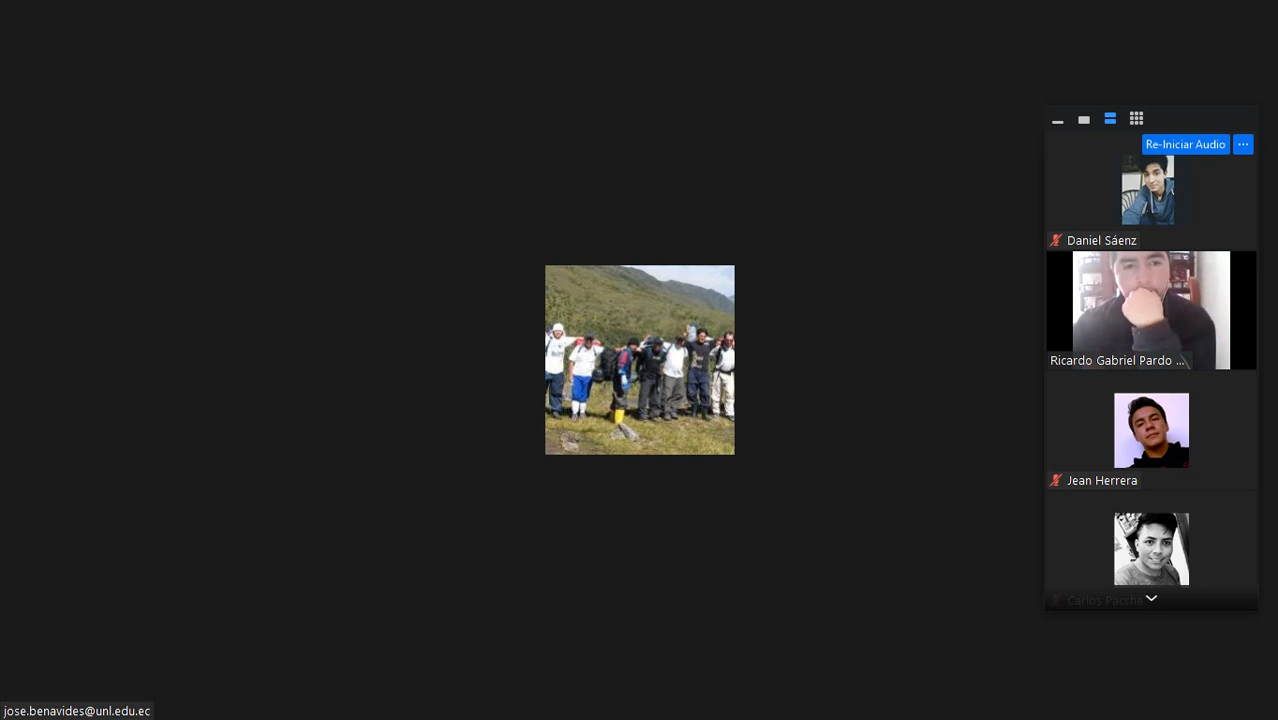 Re-Iniciar Audio
Daniel Sáenz
Ricardo Gabriel Pardo ...
Jean Herrera
Carlos Paccha
jose.benavides@unl.edu.ec